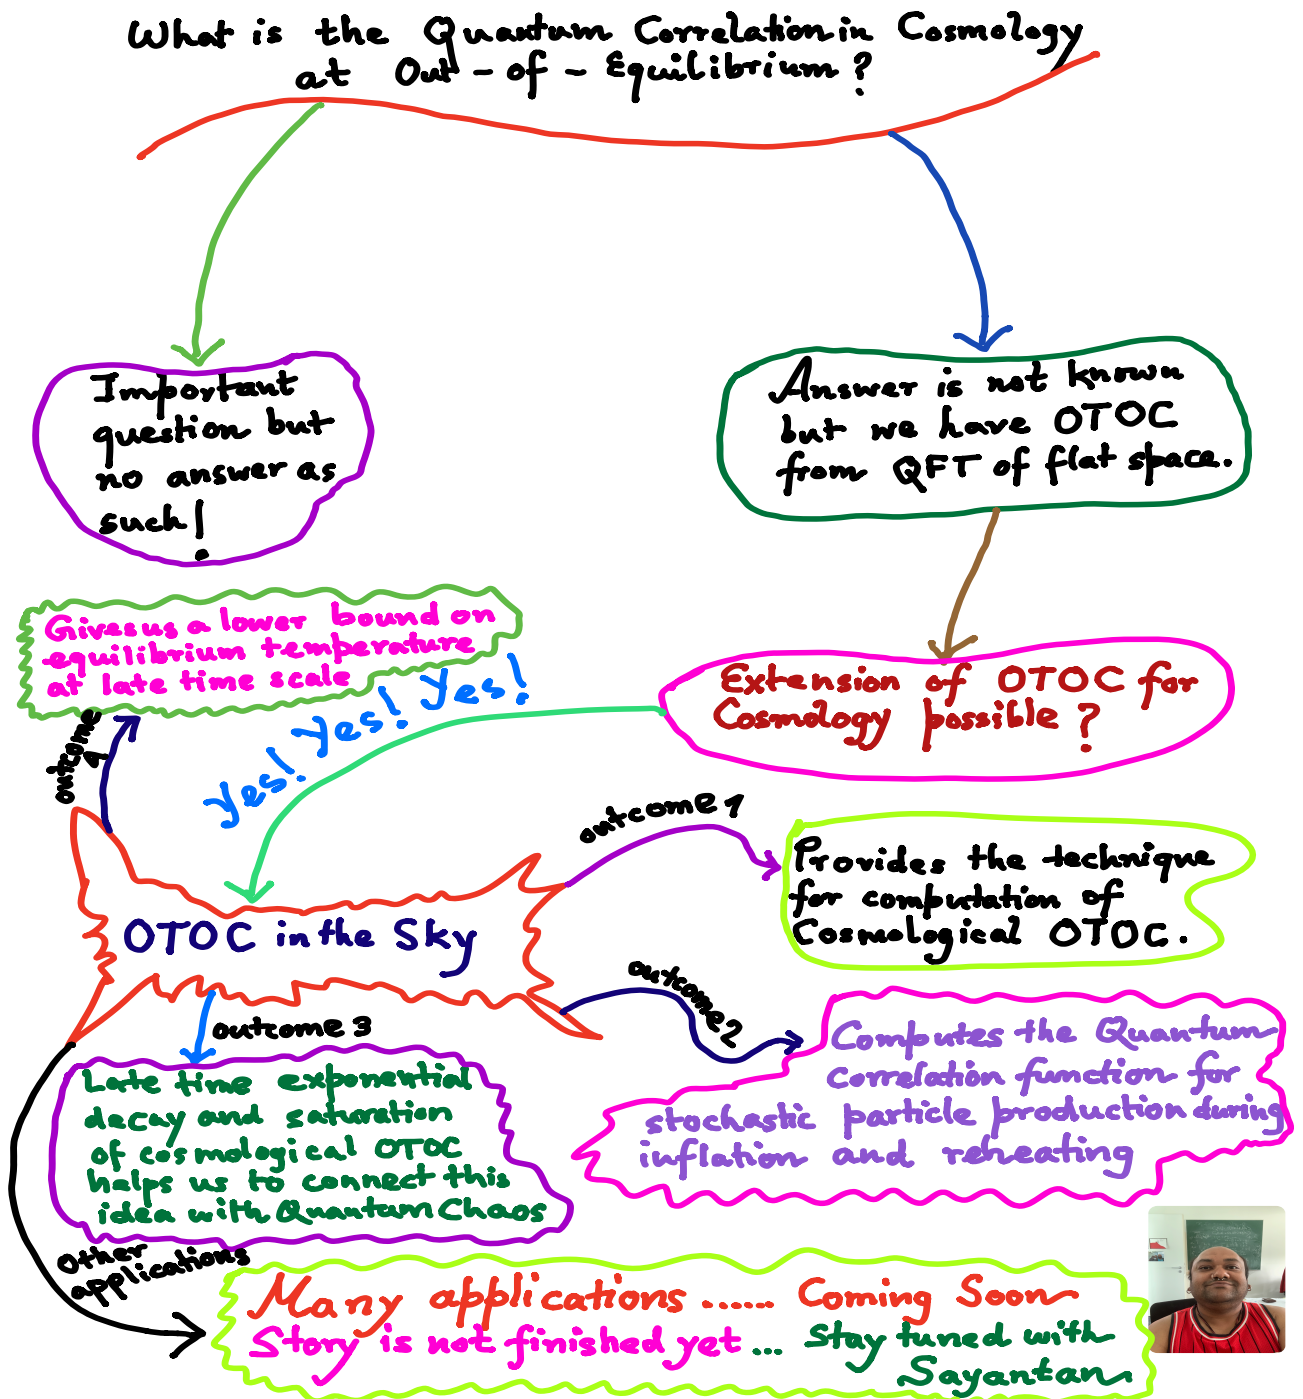 What is the Quantum Correlation in Cosmology
at Out-of-Equilibrium?
Important
question but
no answer as
such!
Answer is not known
but we have OTOC
from QFT of flat space.
Gives us a lower bound on
equilibrium temperature
at late time scale
Yes! Yes! Yes!
Extension of OTOC for
Cosmology possible?
outcome
4
outcome 1
Provides the technique
for computation of
Cosmological OTOC.
OTOC in the Sky
outcome 2
Computes the Quantum
Correlation function for
stochastic particle production during
inflation and reheating
outcome 3
Late time exponential
decay and saturation
of cosmological OTOC
helps us to connect this
idea with Quantum Chaos
Other
applications
Many applications ...... Coming Soon
Story is not finished yet ... Stay tuned with
Sayantan.